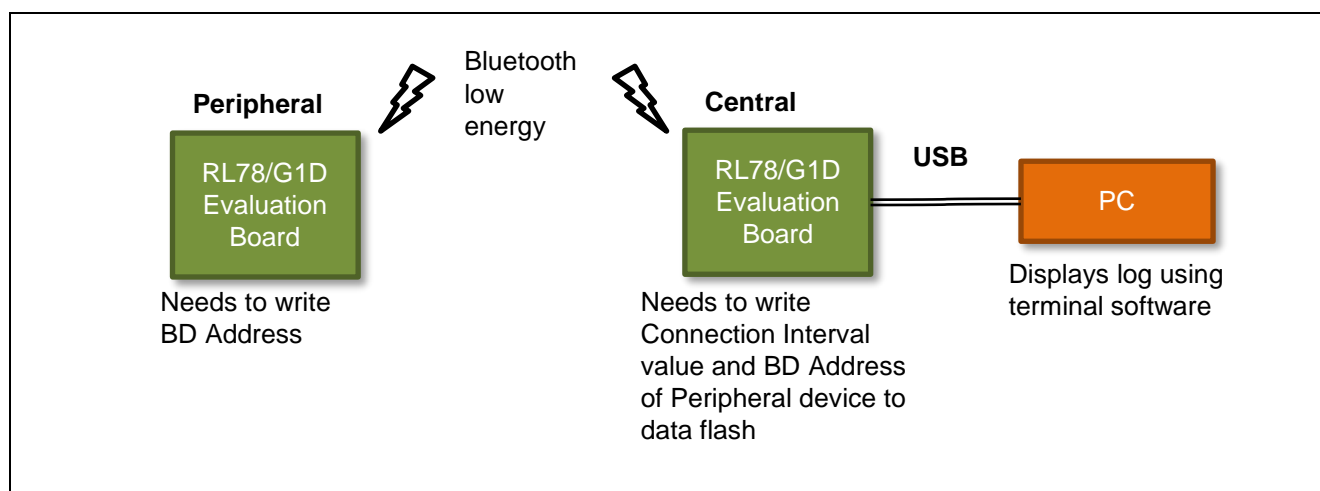 Bluetooth
low
energy
Peripheral
Central
USB
RL78/G1D
Evaluation
Board
RL78/G1D
Evaluation
Board
PC
Needs to write
BD Address
Needs to write
Connection Interval
value and BD Address
of Peripheral device to
data flash
Displays log using
terminal software